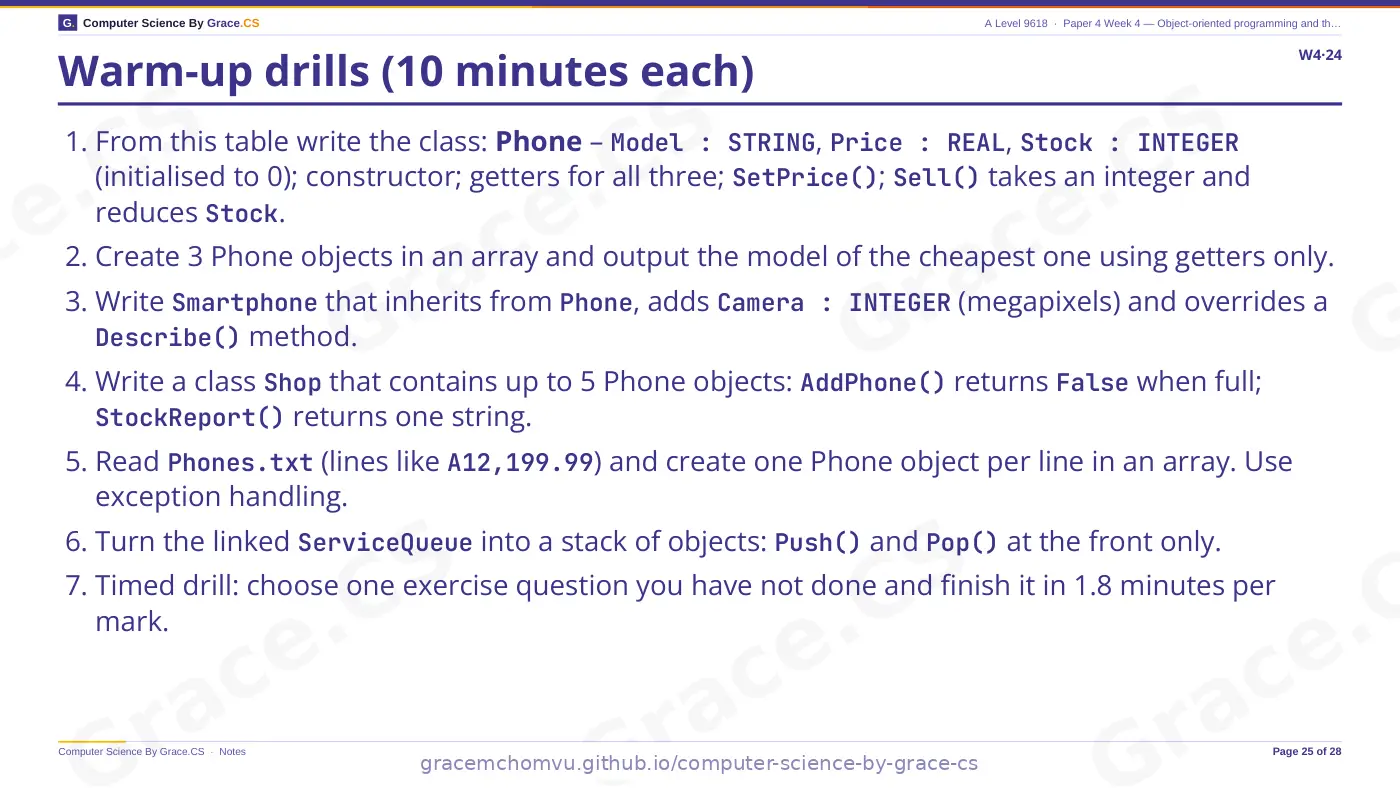 G. Computer Science By Grace.CS
A Level 9618 · Paper 4 Week 4 — Object-oriented programming and th…
W4·24
Warm-up drills (10 minutes each)
1. From this table write the class: Phone – Model : STRING, Price : REAL, Stock : INTEGER
(initialised to 0); constructor; getters for all three; SetPrice(); Sell() takes an integer and
reduces Stock.
2. Create 3 Phone objects in an array and output the model of the cheapest one using getters only.
3. Write Smartphone that inherits from Phone, adds Camera : INTEGER (megapixels) and overrides a
Describe() method.
4. Write a class Shop that contains up to 5 Phone objects: AddPhone() returns False when full;
StockReport() returns one string.
5. Read Phones.txt (lines like A12,199.99) and create one Phone object per line in an array. Use
exception handling.
6. Turn the linked ServiceQueue into a stack of objects: Push() and Pop() at the front only.
7. Timed drill: choose one exercise question you have not done and finish it in 1.8 minutes per
mark.
Computer Science By Grace.CS · Notes
gracemchomvu.github.io/computer-science-by-grace-cs
Page 25 of 28
Grace.CS